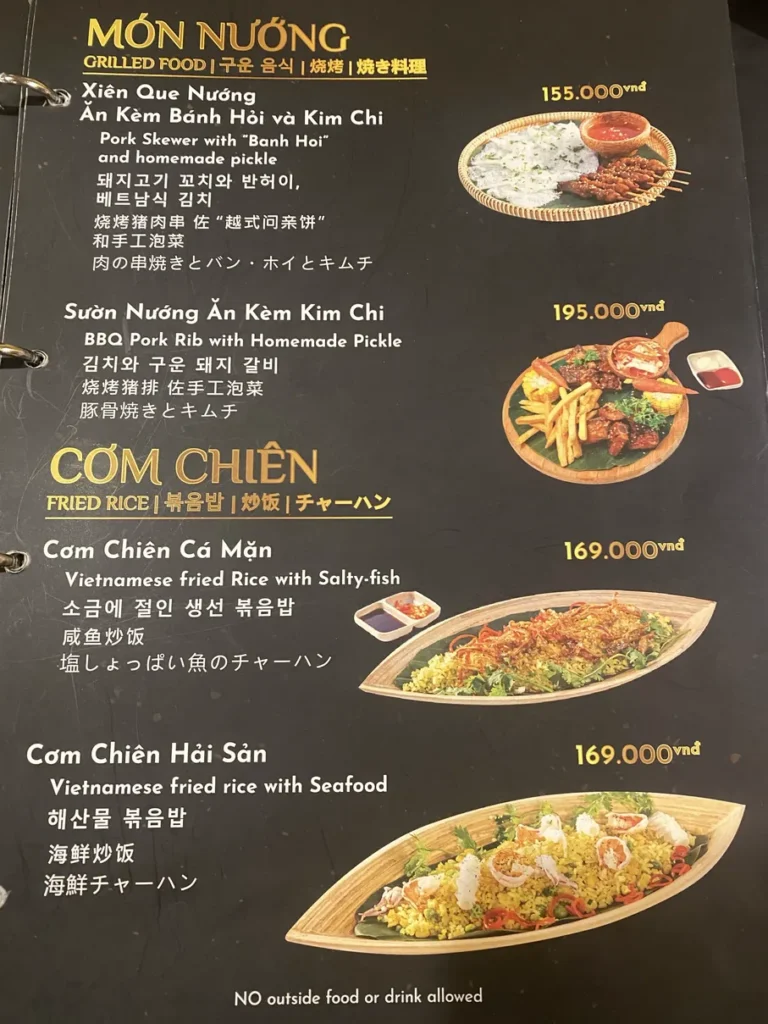 MÓN NƯỚNG
GRILLED FOOD | 구운 음식 | 烧烤 | 焼き料理
Xiên Que Nướng
Ăn Kèm Bánh Hỏi và Kim Chi
155.000vnđ
Pork Skewer with "Banh Hoi"
and homemade pickle
돼지고기 꼬치와 반허이,
베트남식 김치
烧烤猪肉串 佐 “越式问亲饼”
和手工泡菜
肉の串焼きとバン・ホイとキムチ
Sườn Nướng Ăn Kèm Kim Chi
195.000vnđ
BBQ Pork Rib with Homemade Pickle
김치와 구운 돼지 갈비
烧烤猪排 佐手工泡菜
豚骨焼きとキムチ
CƠM CHIÊN
FRIED RICE | 볶음밥 | 炒饭 | チャーハン
Cơm Chiên Cá Mặn
169.000vnđ
Vietnamese fried Rice with Salty-fish
소금에 절인 생선 볶음밥
咸鱼炒饭
塩しょっぱい魚のチャーハン
Cơm Chiên Hải Sản
169.000vnđ
Vietnamese fried rice with Seafood
해산물 볶음밥
海鲜炒饭
海鮮チャーハン
NO outside food or drink allowed